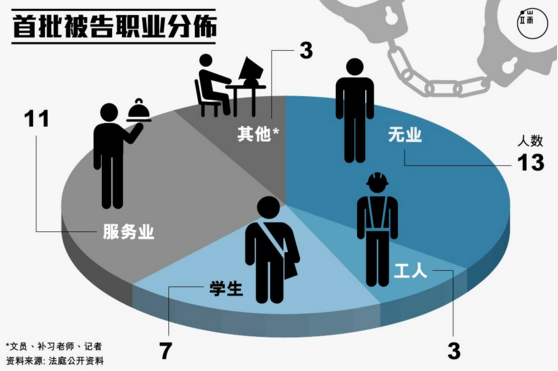 首批被告职业分佈
3
11
其他*
无业
人数
13
服务业
工人
学生
7
3
*文员、补习老师、记者
资料来源: 法庭公开资料